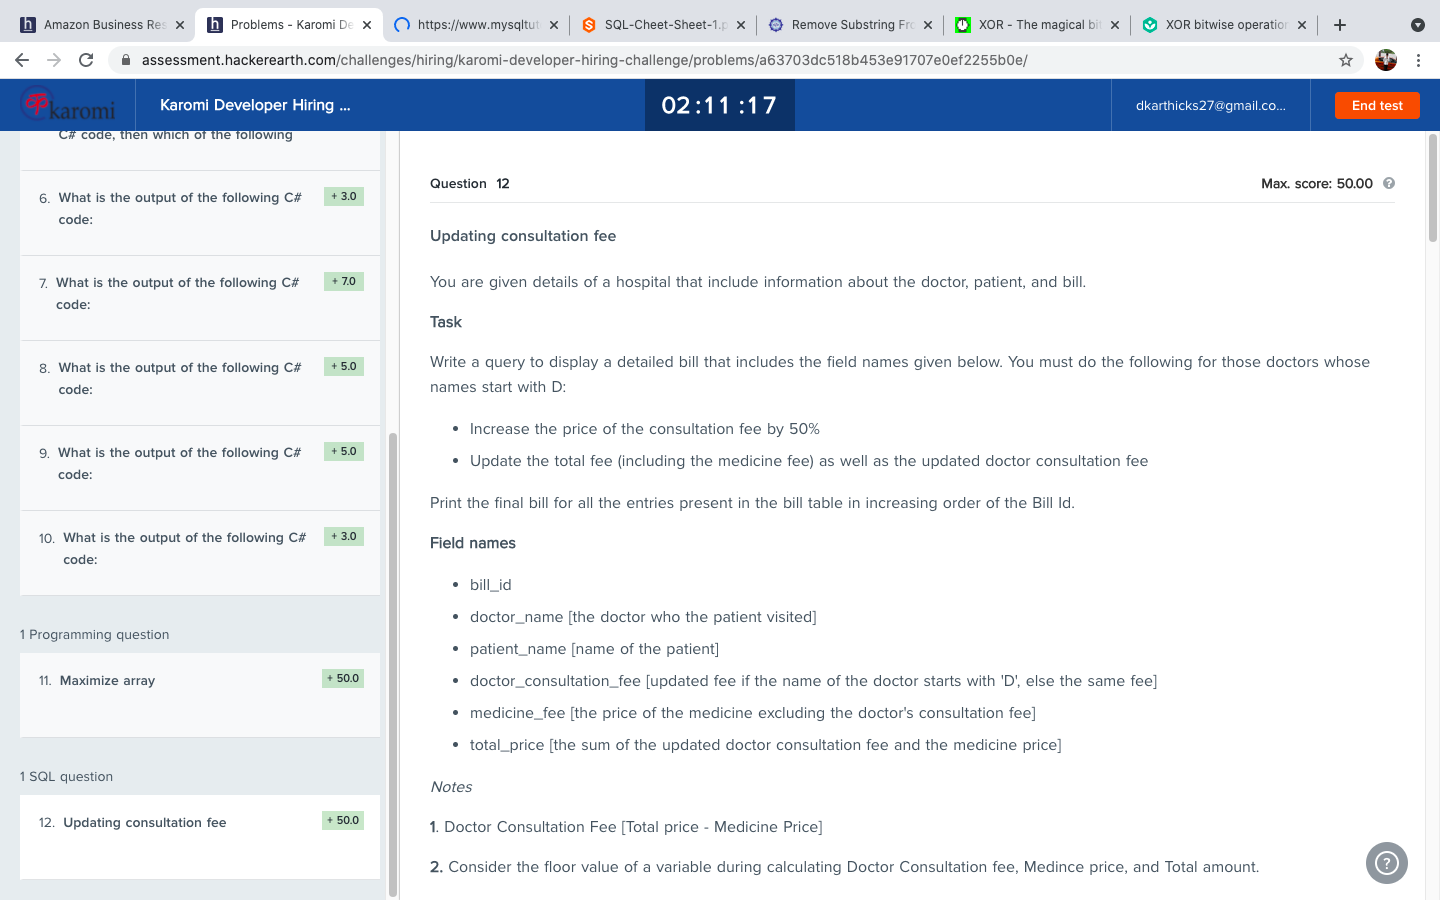 Amazon Business Res
Problems - Karomi De
https://www.mysqltut
SQL-Cheet-Sheet-1.p
Remove Substring Fro
XOR - The magical bit
XOR bitwise operation
assessment.hackerearth.com/challenges/hiring/karomi-developer-hiring-challenge/problems/a63703dc518b453e91707e0ef2255b0e/
karomi
Karomi Developer Hiring ...
02:11:17
dkarthicks27@gmail.co...
End test
C# code, then which of the following
6. What is the output of the following C#
code:
+ 3.0
7. What is the output of the following C#
code:
+ 7.0
8. What is the output of the following C#
code:
+ 5.0
9. What is the output of the following C#
code:
+ 5.0
10. What is the output of the following C#
code:
+ 3.0
1 Programming question
11. Maximize array
+ 50.0
1 SQL question
12. Updating consultation fee
+ 50.0
Question 12
Max. score: 50.00
Updating consultation fee
You are given details of a hospital that include information about the doctor, patient, and bill.
Task
Write a query to display a detailed bill that includes the field names given below. You must do the following for those doctors whose
names start with D:
• Increase the price of the consultation fee by 50%
• Update the total fee (including the medicine fee) as well as the updated doctor consultation fee
Print the final bill for all the entries present in the bill table in increasing order of the Bill Id.
Field names
• bill_id
• doctor_name [the doctor who the patient visited]
• patient_name [name of the patient]
• doctor_consultation_fee [updated fee if the name of the doctor starts with 'D', else the same fee]
• medicine_fee [the price of the medicine excluding the doctor's consultation fee]
• total_price [the sum of the updated doctor consultation fee and the medicine price]
Notes
1. Doctor Consultation Fee [Total price - Medicine Price]
2. Consider the floor value of a variable during calculating Doctor Consultation fee, Medince price, and Total amount.